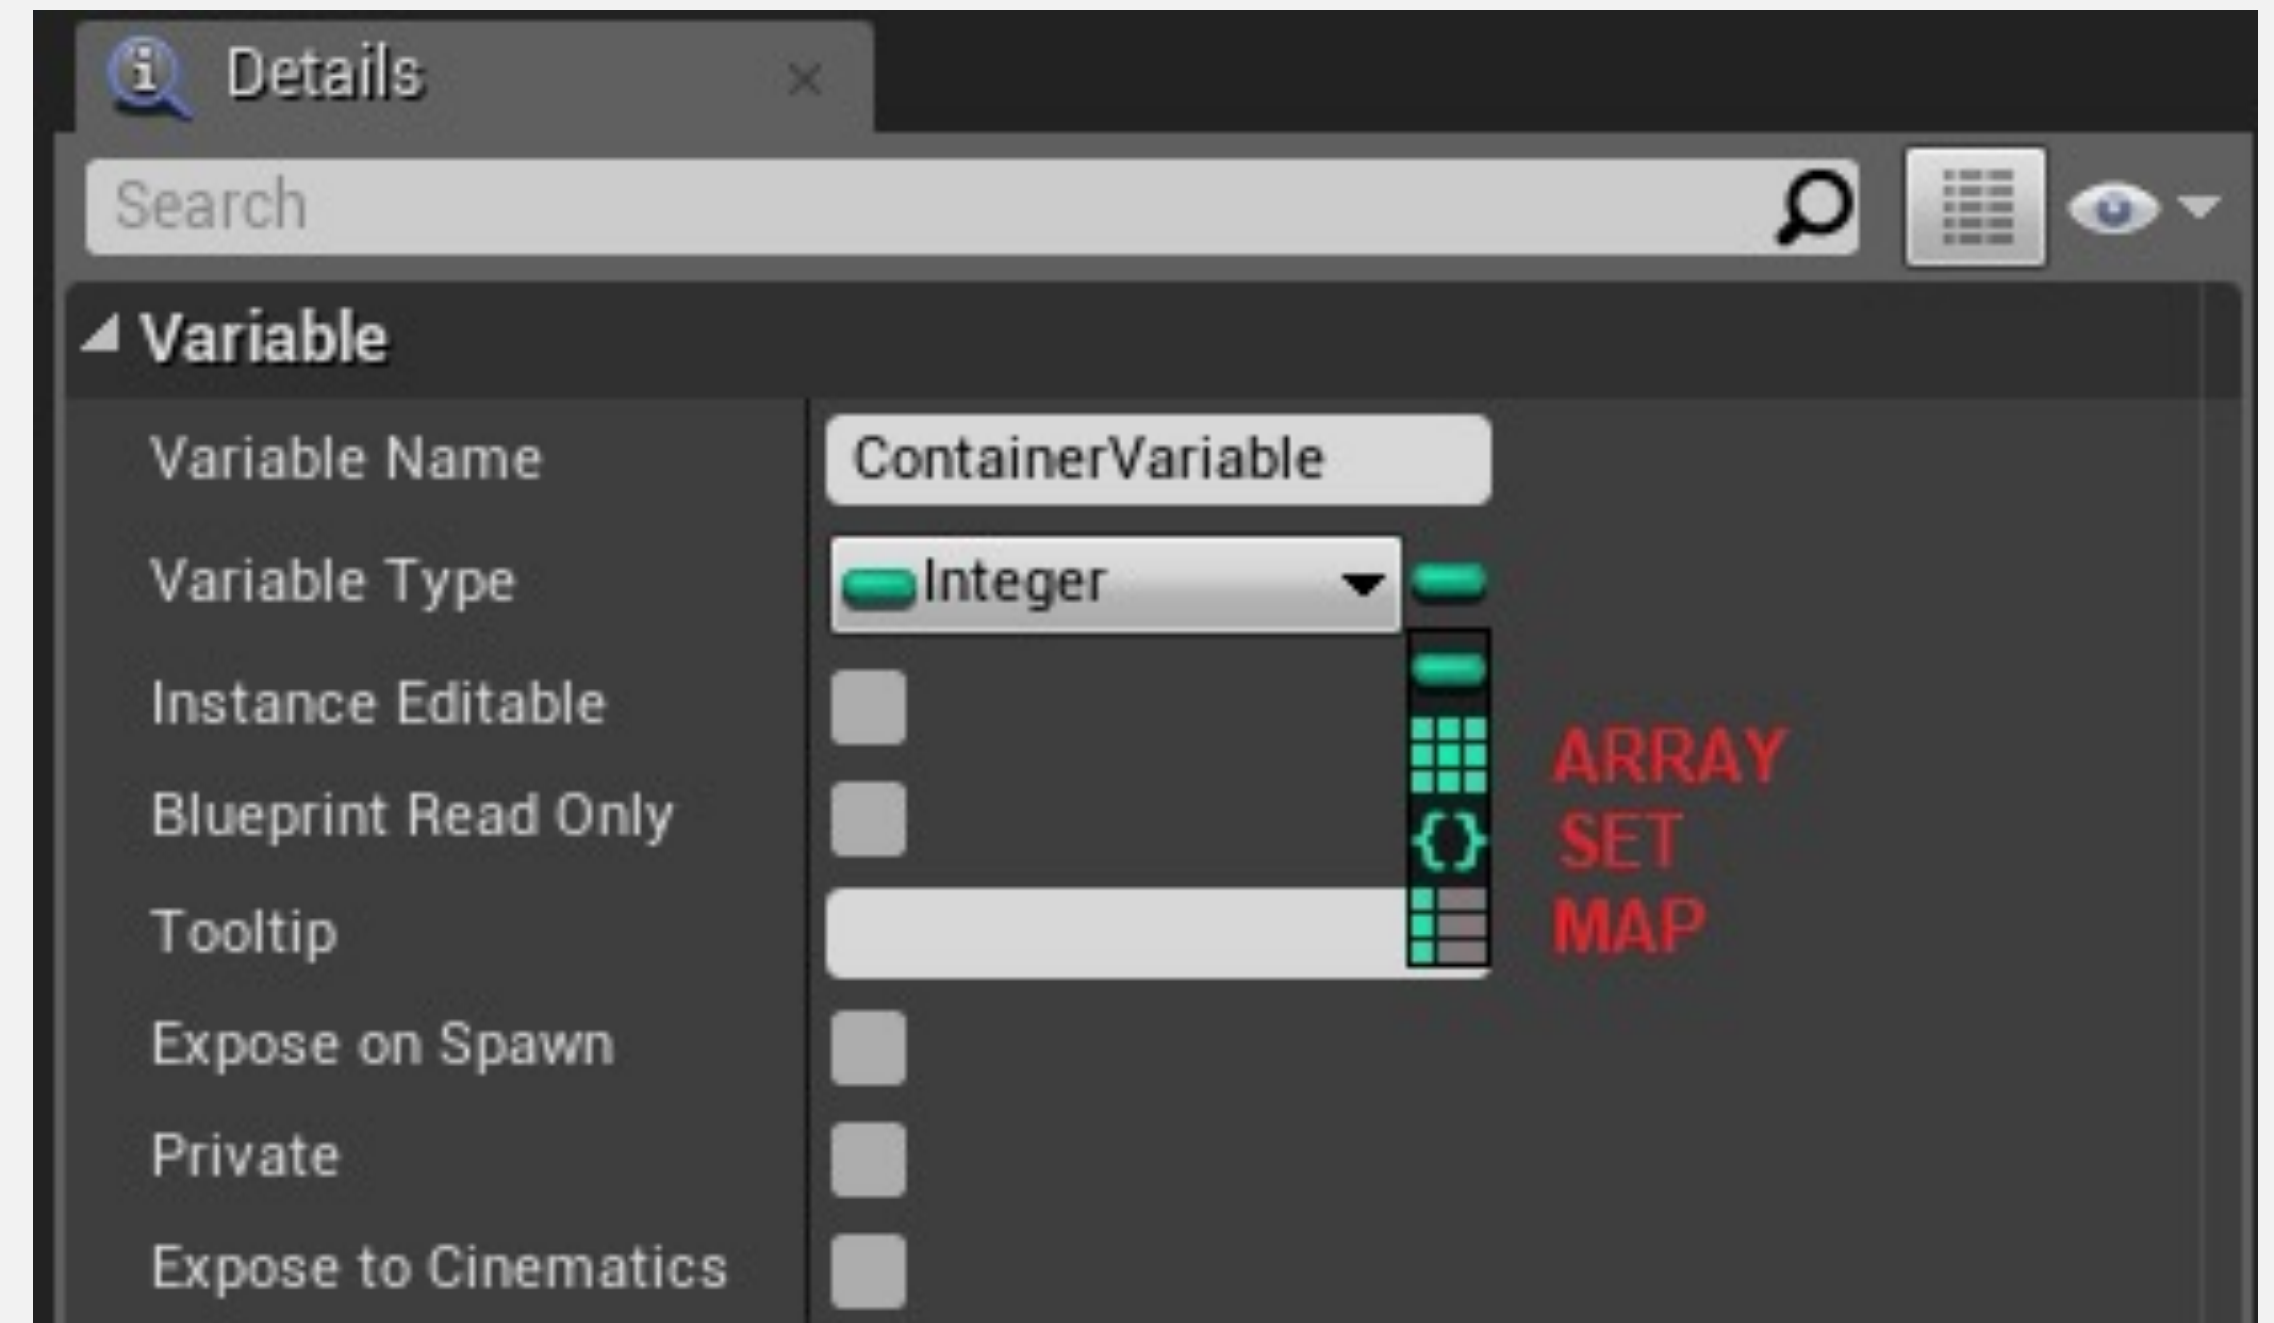 Details
Search
Variable
Variable Name ContainerVariable
Variable Type Integer
Instance Editable
ARRAY
Blueprint Read Only
SET
Tooltip
MAP
Expose on Spawn
Private
Expose to Cinematics